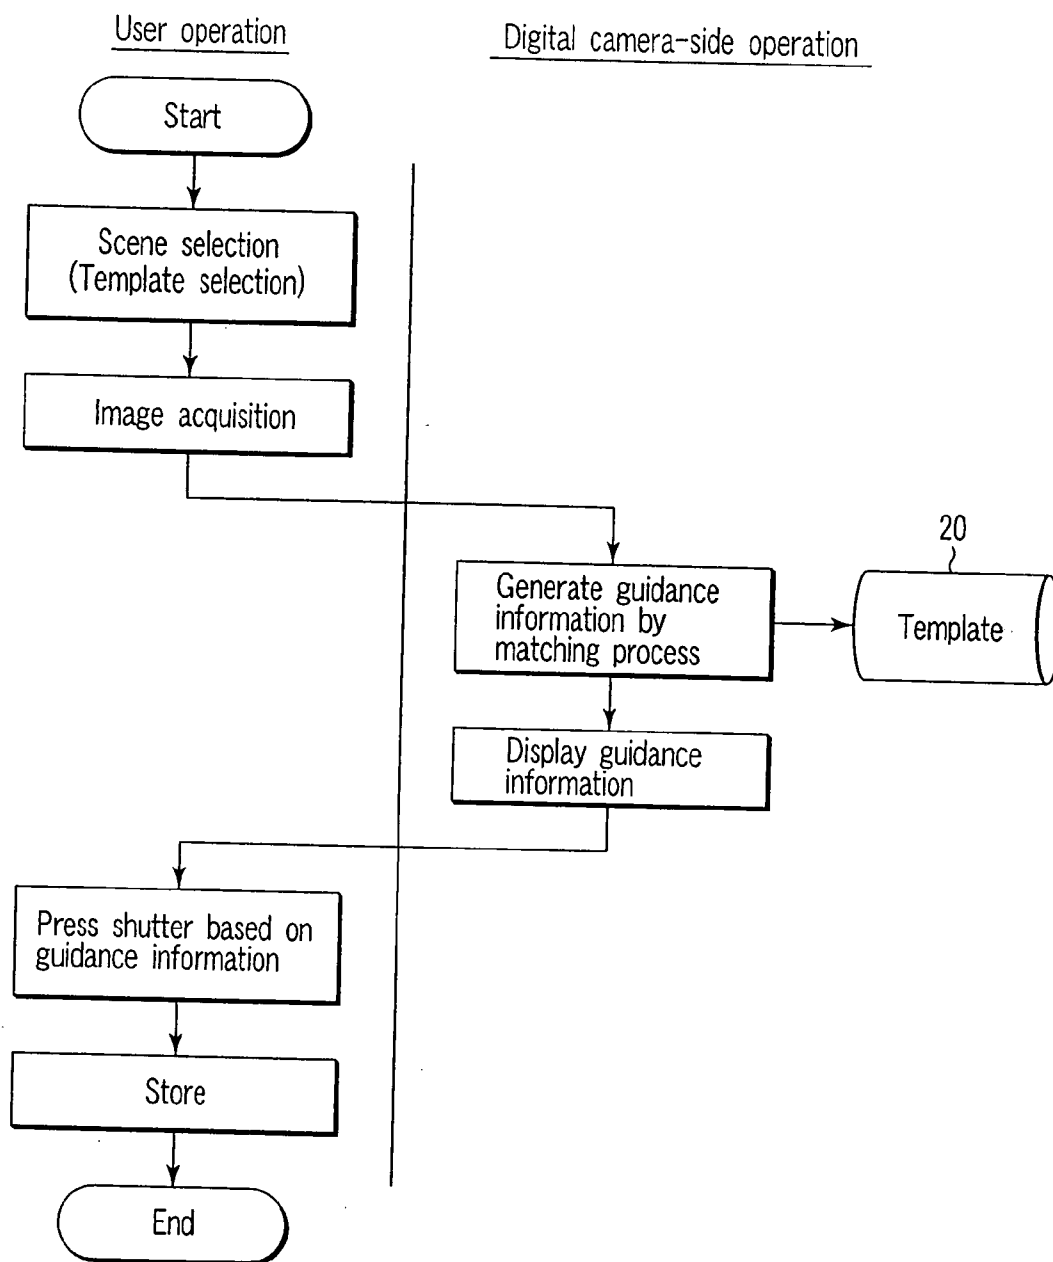 User operation
Digital camera-side operation
Start
Scene selection
(Template selection)
Image acquisition
20
Generate guidance
information by
matching process
Template
Display guidance
information
Press shutter based on
guidance information
Store
End